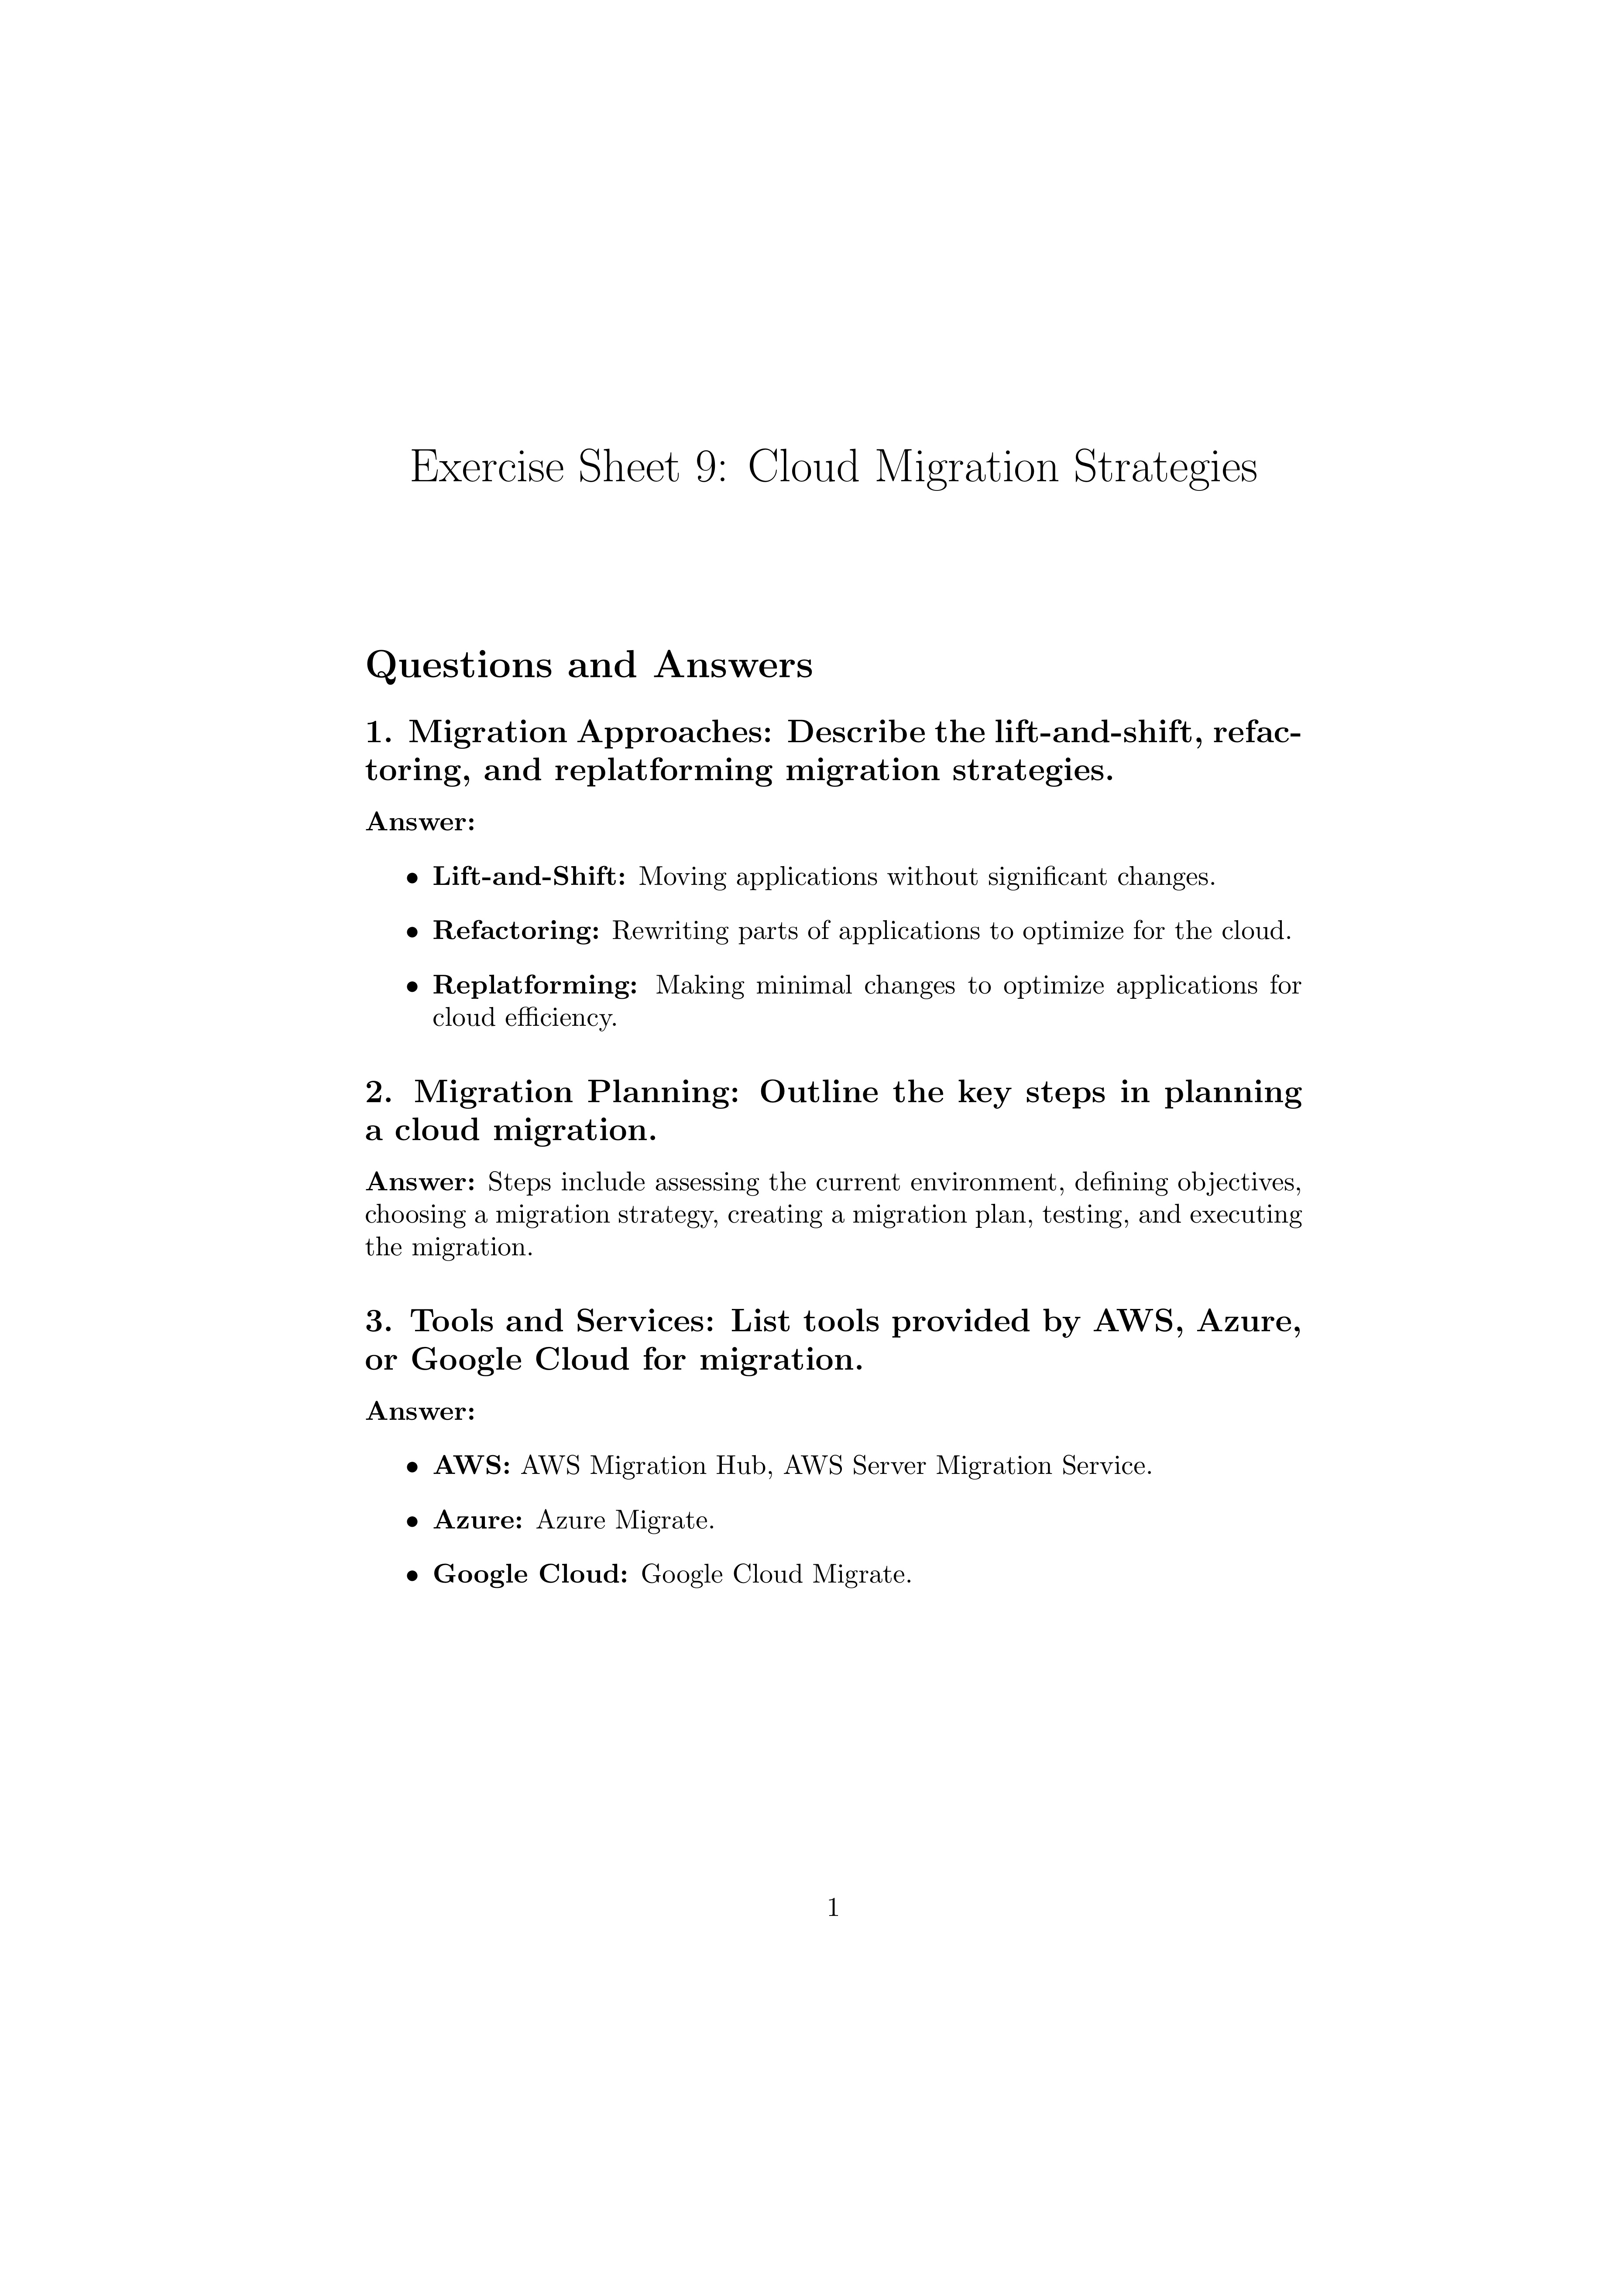 Exercise Sheet 9: Cloud Migration Strategies
Questions and Answers
1. Migration Approaches: Describe the lift-and-shift, refac-
toring, and replatforming migration strategies.
Answer:
• Lift-and-Shift: Moving applications without significant changes.
• Refactoring: Rewriting parts of applications to optimize for the cloud.
• Replatforming: Making minimal changes to optimize applications for
cloud efficiency.
2. Migration Planning: Outline the key steps in planning
a cloud migration.
Answer: Steps include assessing the current environment, defining objectives,
choosing a migration strategy, creating a migration plan, testing, and executing
the migration.
3. Tools and Services: List tools provided by AWS, Azure,
or Google Cloud for migration.
Answer:
• AWS: AWS Migration Hub, AWS Server Migration Service.
• Azure: Azure Migrate.
• Google Cloud: Google Cloud Migrate.
1